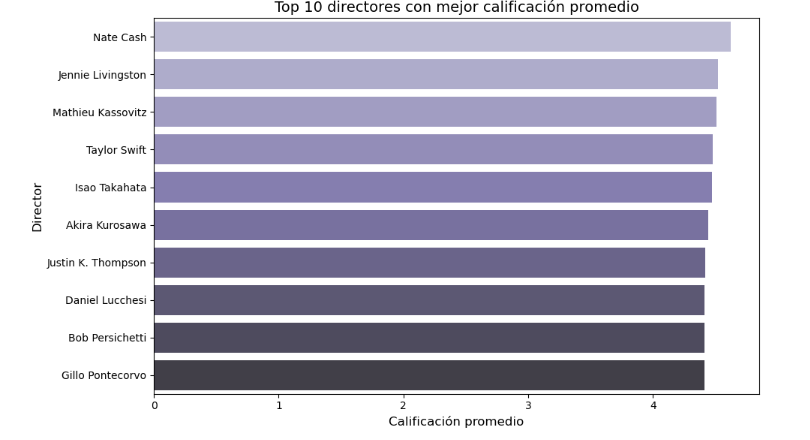 Top 10 directores con mejor calificación promedio
Nate Cash
Jennie Livingston
Mathieu Kassovitz
Taylor Swift
Isao Takahata
Akira Kurosawa
Justin K. Thompson
Daniel Lucchesi
Bob Persichetti
Gillo Pontecorvo
Director
0 1 2 3 4
Calificación promedio